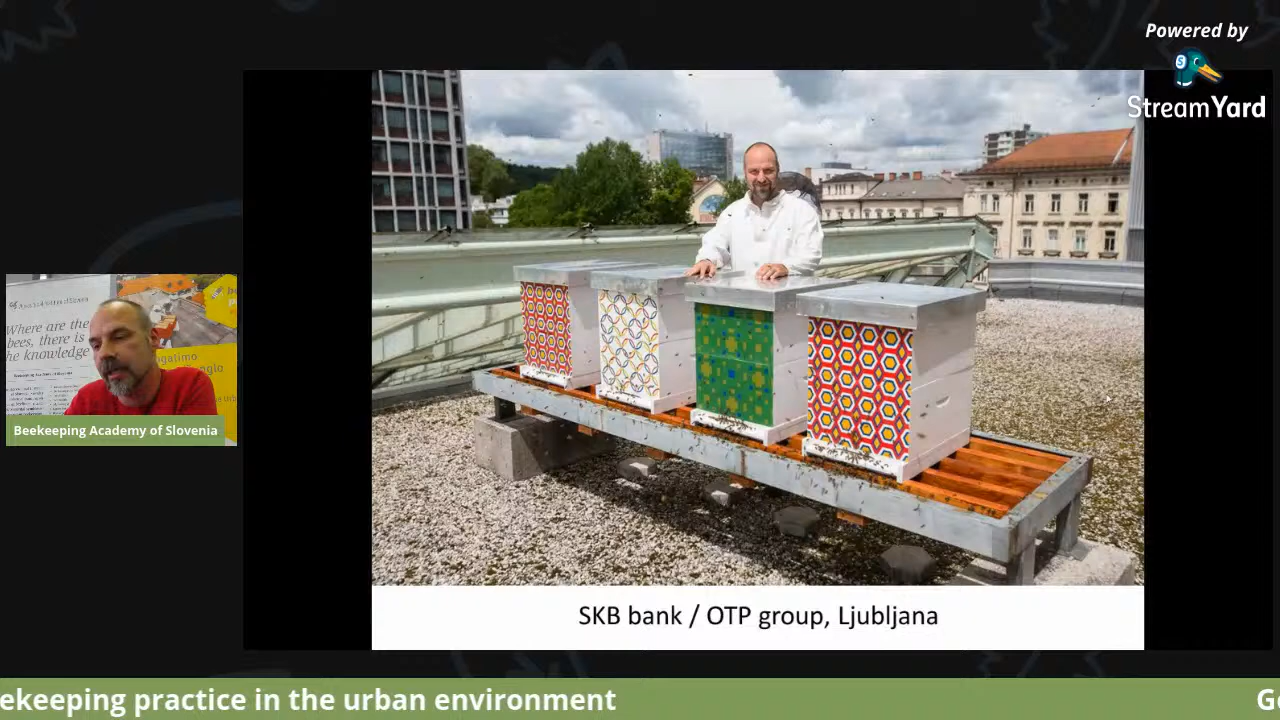 Powered by
StreamYard
Where are the
bees, there is
he knowledge
Beekeeping Academy of Slovenia
SKB bank / OTP group, Ljubljana
ekeeping practice in the urban environment
Go